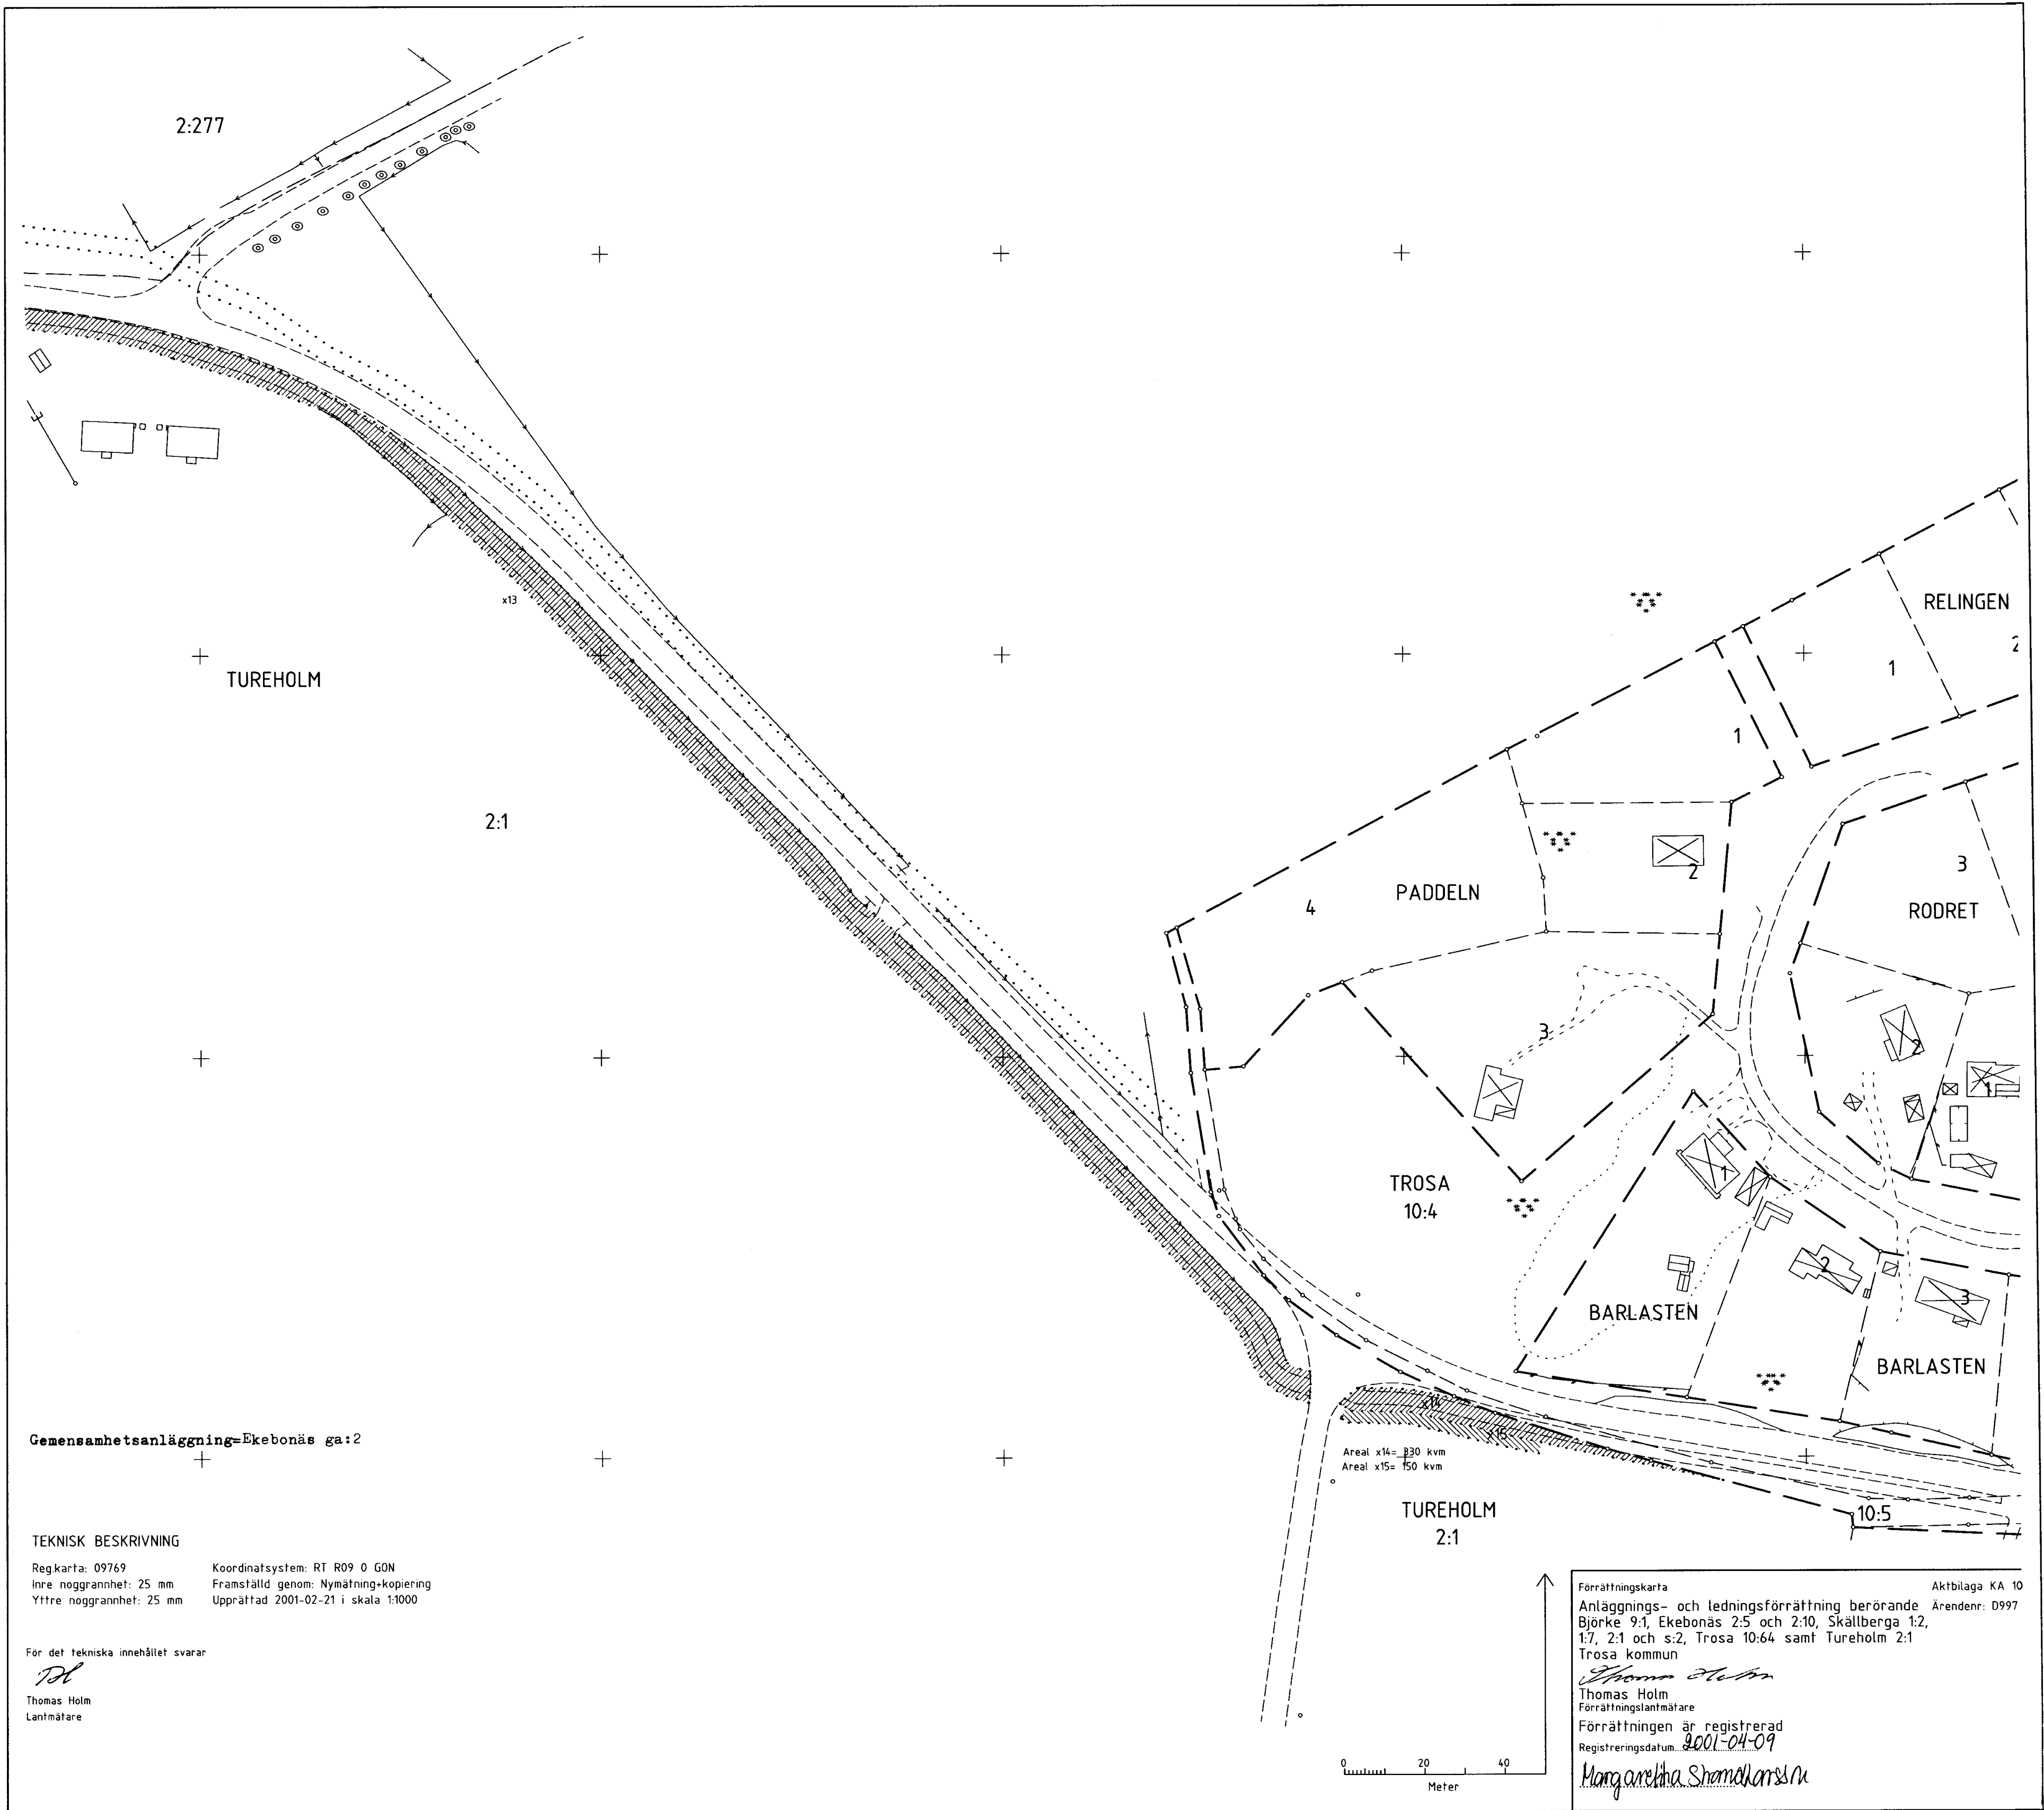 2:277
RELINGEN
2
1
x13
TUREHOLM
1
2:1
2
3
PADDELN
4
RODRET
3
2
1
TROSA
10:4
1
2
3
BARLASTEN
BARLASTEN
x14
x15
Gemensamhetsanläggning=Ekebonäs ga:2
Areal x14= 330 kvm
Areal x15= 150 kvm
TUREHOLM
2:1
10:5
TEKNISK BESKRIVNING
Reg.karta: 09769
Inre noggrannhet: 25 mm
Yttre noggrannhet: 25 mm
Koordinatsystem: RT R09 0 GON
Framställd genom: Nymätning+kopiering
Upprättad 2001-02-21 i skala 1:1000
För det tekniska innehållet svarar
TH
Thomas Holm
Lantmätare
0 20 40
Meter
Förrättningskarta
Aktbilaga KA 10
Anläggnings- och ledningsförrättning berörande
Ärendenr: D997
Björke 9:1, Ekebonäs 2:5 och 2:10, Skällberga 1:2,
1:7, 2:1 och s:2, Trosa 10:64 samt Tureholm 2:1
Trosa kommun
Thomas Holm
Thomas Holm
Förrättningslantmätare
Förrättningen är registrerad
Registreringsdatum 2001-04-09
Margaretha